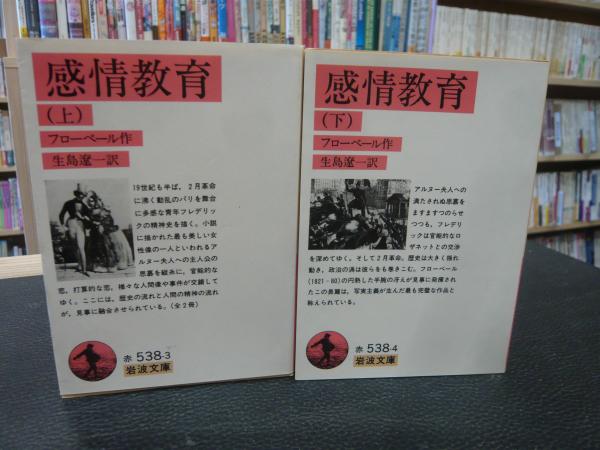 感情教育
(上)
フローベール作
生島遼一訳
19世紀も半ば,2月革命
に沸く動乱のパリを舞台
に多感な青年フレデリッ
クの精神史を描く.小説
に描かれた最も美しい女
性像の一人といわれるア
ルヌー夫人への主人公の
思慕を縦糸に,官能的な
恋,打算的な恋,様々な人間像や事件が交錯して
ゆく.ここには,歴史の流れと人間の精神の流れ
が,見事に融合させられている.(全2冊)
赤 538-3
岩波文庫
感情教育
(下)
フローベール作
生島遼一訳
アルヌー夫人への
満たされぬ思慕を
ますますつのらせ
つつも,フレデリ
ックは官能的なロ
ザネットとの交渉
を深めてゆく.そして2月革命.歴史は大きく揺れ
動き,政治の渦は彼らをも巻きこむ.フローベール
(1821-80)の円熟した手腕の冴えが見事に発揮され
たこの長篇は,写実主義が生んだ最も完璧な作品と
称えられている.
赤 538-4
岩波文庫